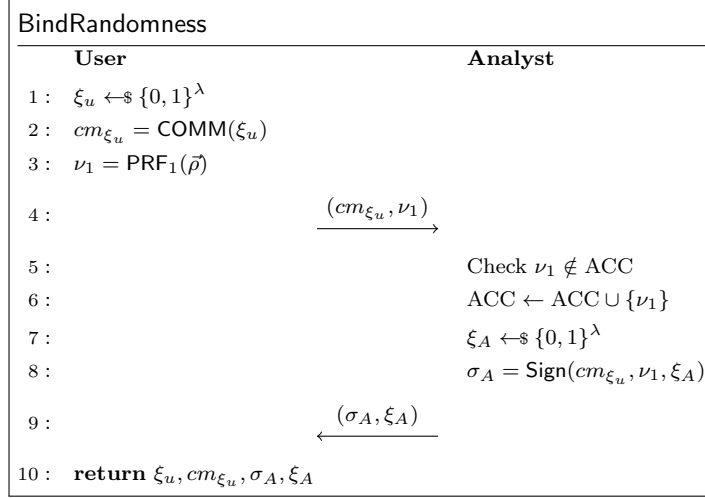 BindRandomness
User Analyst
1 : ξ_u ←$ {0, 1}^λ
2 : cm_{ξ_u} = COMM(ξ_u)
3 : ν_1 = PRF_1(ρ⃗)
4 : (cm_{ξ_u}, ν_1)
5 : Check ν_1 ∉ ACC
6 : ACC ← ACC ∪ {ν_1}
7 : ξ_A ←$ {0, 1}^λ
8 : σ_A = Sign(cm_{ξ_u}, ν_1, ξ_A)
9 : (σ_A, ξ_A)
10 : return ξ_u, cm_{ξ_u}, σ_A, ξ_A